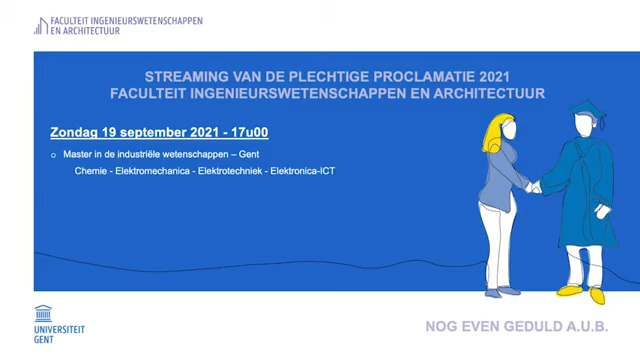 FACULTEIT INGENIEURSWETENSCHAPPEN
EN ARCHITECTUUR
STREAMING VAN DE PLECHTIGE PROCLAMATIE 2021
FACULTEIT INGENIEURSWETENSCHAPPEN EN ARCHITECTUUR
Zondag 19 september 2021 - 17u00
o Master in de industriële wetenschappen – Gent
Chemie - Elektromechanica - Elektrotechniek - Elektronica-ICT
UNIVERSITEIT
GENT
NOG EVEN GEDULD A.U.B.